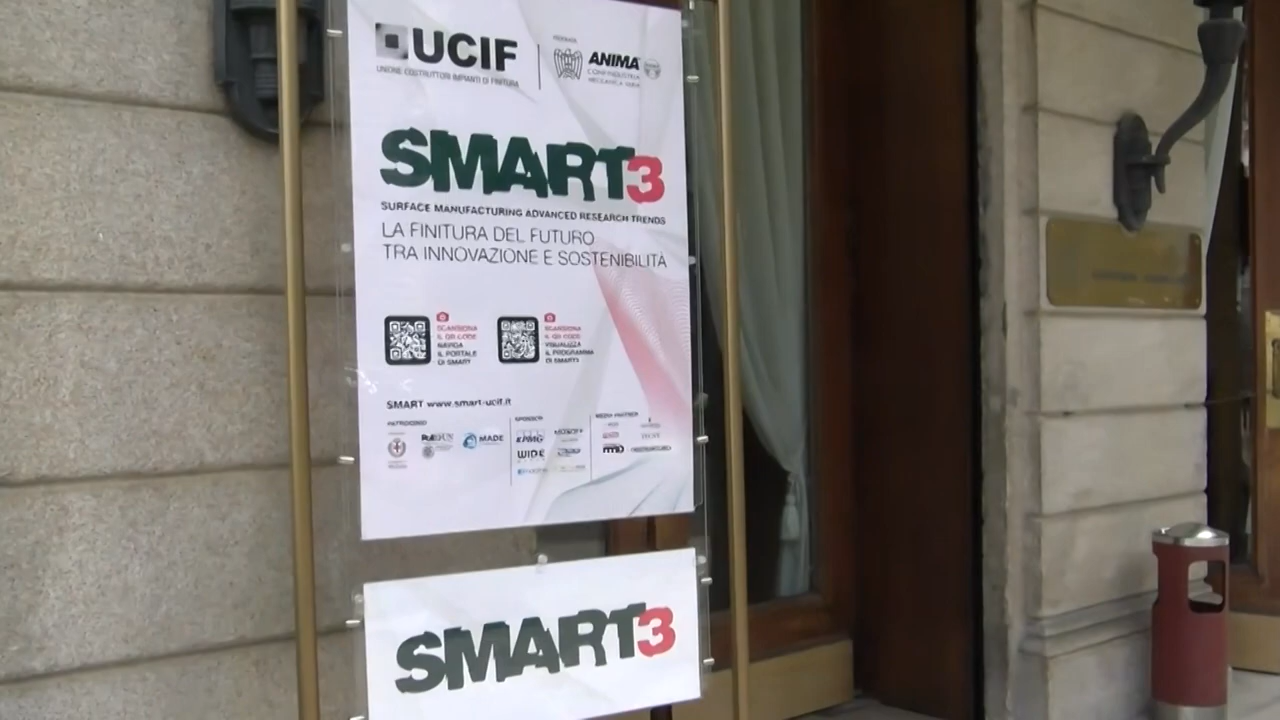 UCIF
UNIONE COSTRUTTORI IMPIANTI DI FINITURA
FEDERATA
ANIMA
CONFINDUSTRIA
MECCANICA VARIA
SMART3
SURFACE MANUFACTURING ADVANCED RESEARCH TRENDS
LA FINITURA DEL FUTURO
TRA INNOVAZIONE E SOSTENIBILITÀ
SCANSIONA
IL QR CODE
NAVIGA
IL PORTALE
DI SMART
SCANSIONA
IL QR CODE
VISUALIZZA
IL PROGRAMMA
DI SMART3
SMART www.smart-ucif.it
PATROCINIO
MADE
SPONSOR
KPMG
WIDE
MEDIA PARTNER
SMART3